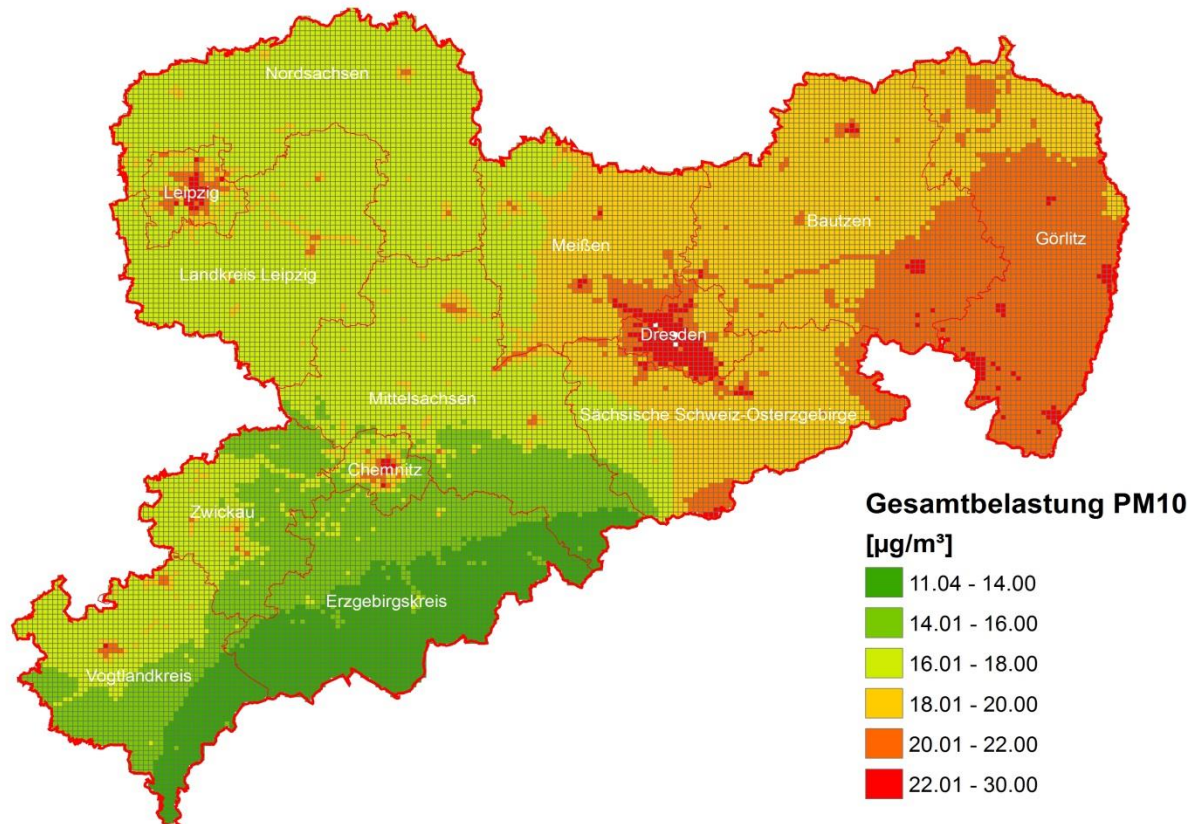 Nordsachsen
Leipzig
Landkreis Leipzig
Meißen
Bautzen
Görlitz
Dresden
Mittelsachsen
Sächsische Schweiz-Osterzgebirge
Chemnitz
Zwickau
Erzgebirgskreis
Vogtlandkreis
Gesamtbelastung PM10
[µg/m³]
11.04 - 14.00
14.01 - 16.00
16.01 - 18.00
18.01 - 20.00
20.01 - 22.00
22.01 - 30.00